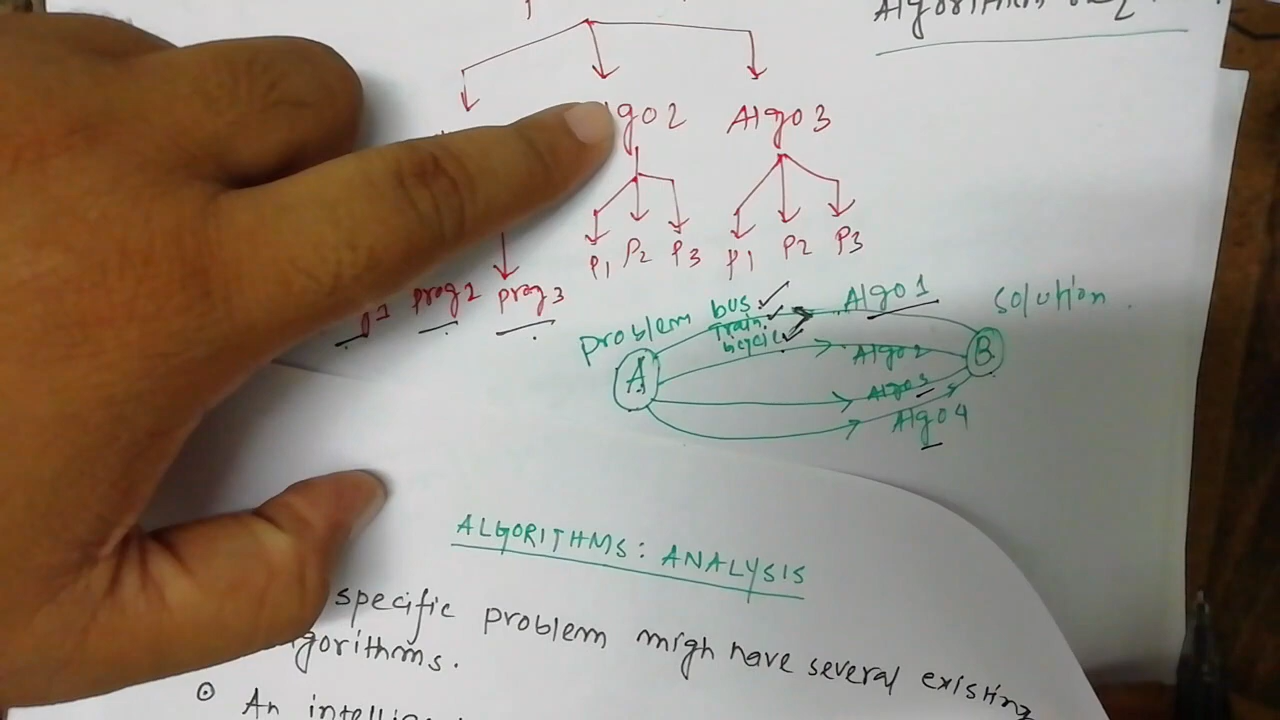 Algo2 Algo3
P1 P2 P3 P1 P2 P3
prog2 prog3
problem bus Algo1 solution.
Train
bicycle
A Algo2 B
Algo3
Algo4
ALGORITHMS: ANALYSIS
specific problem migh have several existing
gorithms.
An